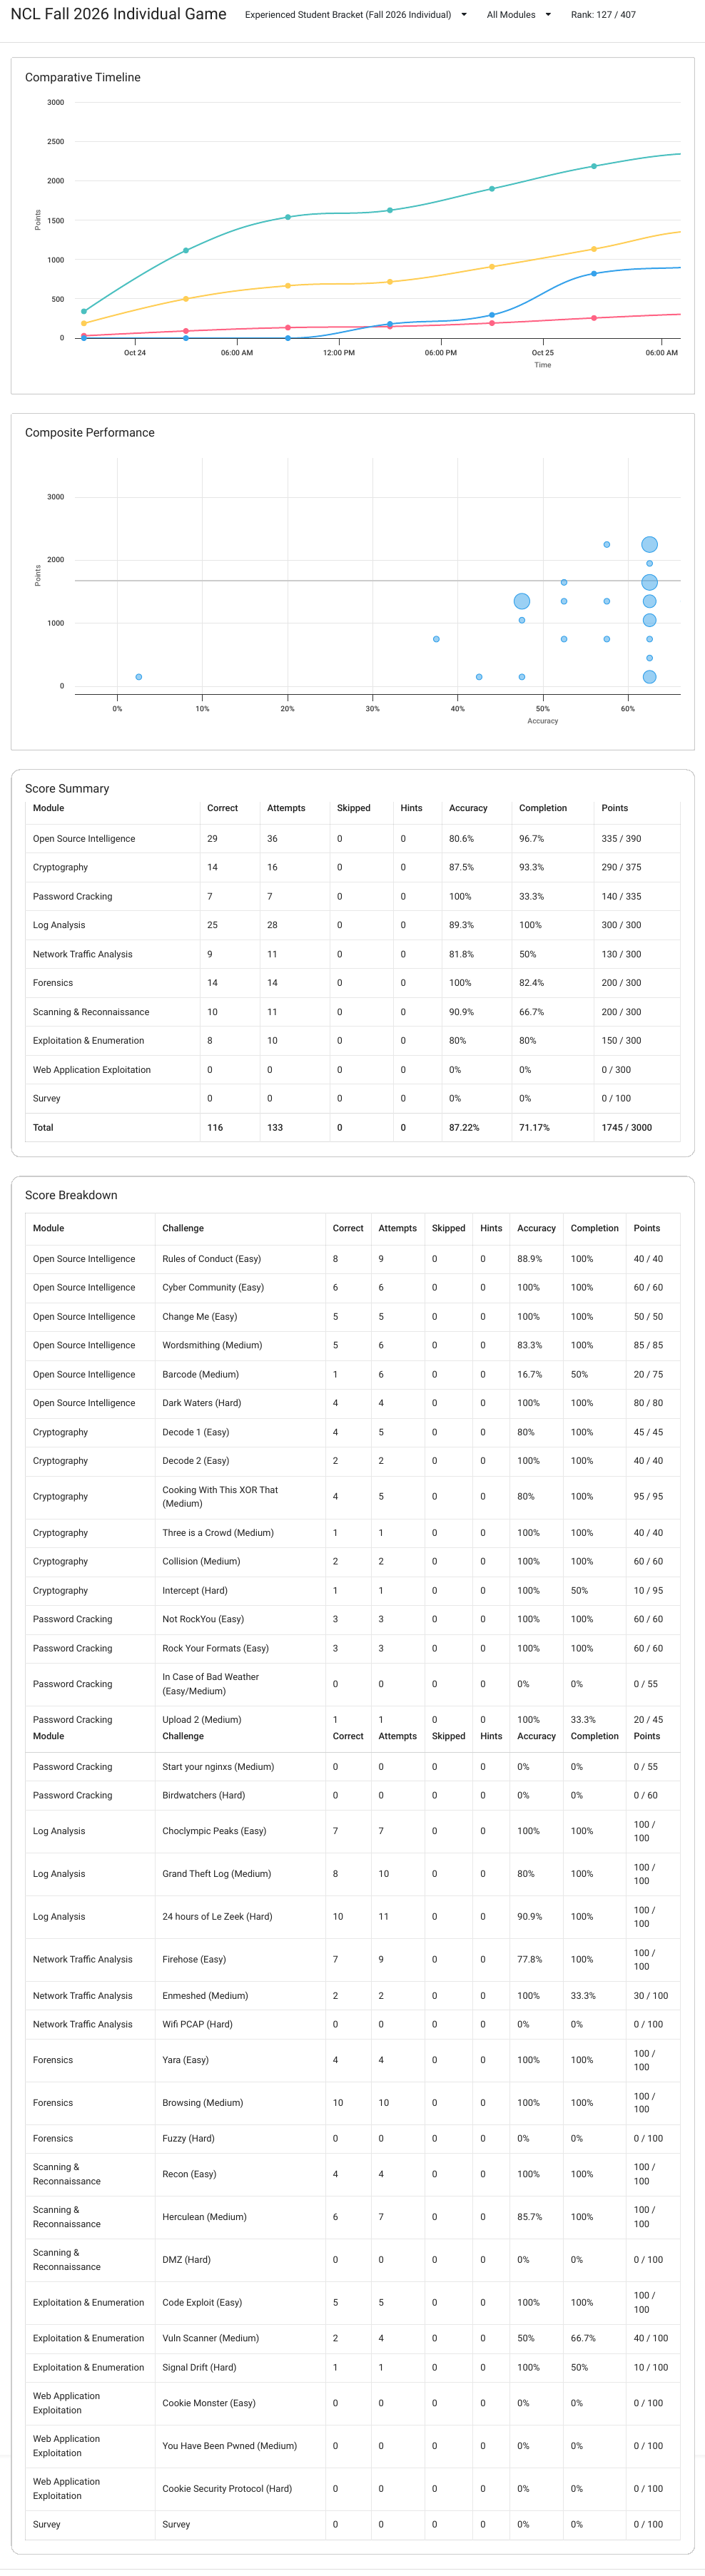 NCL Fall 2026 Individual Game
Experienced Student Bracket (Fall 2026 Individual)
All Modules
Rank: 127 / 407
Comparative Timeline
3000
2500
2000
1500
1000
500
0
Points
Oct 24 06:00 AM 12:00 PM 06:00 PM Oct 25 06:00 AM
Time
Composite Performance
3000
2000
1000
0
Points
0% 10% 20% 30% 40% 50% 60%
Accuracy
Score Summary
Module Correct Attempts Skipped Hints Accuracy Completion Points
Open Source Intelligence 29 36 0 0 80.6% 96.7% 335 / 390
Cryptography 14 16 0 0 87.5% 93.3% 290 / 375
Password Cracking 7 7 0 0 100% 33.3% 140 / 335
Log Analysis 25 28 0 0 89.3% 100% 300 / 300
Network Traffic Analysis 9 11 0 0 81.8% 50% 130 / 300
Forensics 14 14 0 0 100% 82.4% 200 / 300
Scanning & Reconnaissance 10 11 0 0 90.9% 66.7% 200 / 300
Exploitation & Enumeration 8 10 0 0 80% 80% 150 / 300
Web Application Exploitation 0 0 0 0 0% 0% 0 / 300
Survey 0 0 0 0 0% 0% 0 / 100
Total 116 133 0 0 87.22% 71.17% 1745 / 3000
Score Breakdown
Module Challenge Correct Attempts Skipped Hints Accuracy Completion Points
Open Source Intelligence Rules of Conduct (Easy) 8 9 0 0 88.9% 100% 40 / 40
Open Source Intelligence Cyber Community (Easy) 6 6 0 0 100% 100% 60 / 60
Open Source Intelligence Change Me (Easy) 5 5 0 0 100% 100% 50 / 50
Open Source Intelligence Wordsmithing (Medium) 5 6 0 0 83.3% 100% 85 / 85
Open Source Intelligence Barcode (Medium) 1 6 0 0 16.7% 50% 20 / 75
Open Source Intelligence Dark Waters (Hard) 4 4 0 0 100% 100% 80 / 80
Cryptography Decode 1 (Easy) 4 5 0 0 80% 100% 45 / 45
Cryptography Decode 2 (Easy) 2 2 0 0 100% 100% 40 / 40
Cryptography Cooking With This XOR That (Medium) 4 5 0 0 80% 100% 95 / 95
Cryptography Three is a Crowd (Medium) 1 1 0 0 100% 100% 40 / 40
Cryptography Collision (Medium) 2 2 0 0 100% 100% 60 / 60
Cryptography Intercept (Hard) 1 1 0 0 100% 50% 10 / 95
Password Cracking Not RockYou (Easy) 3 3 0 0 100% 100% 60 / 60
Password Cracking Rock Your Formats (Easy) 3 3 0 0 100% 100% 60 / 60
Password Cracking In Case of Bad Weather (Easy/Medium) 0 0 0 0 0% 0% 0 / 55
Password Cracking Upload 2 (Medium) 1 1 0 0 100% 33.3% 20 / 45
Module Challenge Correct Attempts Skipped Hints Accuracy Completion Points
Password Cracking Start your nginxs (Medium) 0 0 0 0 0% 0% 0 / 55
Password Cracking Birdwatchers (Hard) 0 0 0 0 0% 0% 0 / 60
Log Analysis Choclympic Peaks (Easy) 7 7 0 0 100% 100% 100 / 100
Log Analysis Grand Theft Log (Medium) 8 10 0 0 80% 100% 100 / 100
Log Analysis 24 hours of Le Zeek (Hard) 10 11 0 0 90.9% 100% 100 / 100
Network Traffic Analysis Firehose (Easy) 7 9 0 0 77.8% 100% 100 / 100
Network Traffic Analysis Enmeshed (Medium) 2 2 0 0 100% 33.3% 30 / 100
Network Traffic Analysis Wifi PCAP (Hard) 0 0 0 0 0% 0% 0 / 100
Forensics Yara (Easy) 4 4 0 0 100% 100% 100 / 100
Forensics Browsing (Medium) 10 10 0 0 100% 100% 100 / 100
Forensics Fuzzy (Hard) 0 0 0 0 0% 0% 0 / 100
Scanning & Reconnaissance Recon (Easy) 4 4 0 0 100% 100% 100 / 100
Scanning & Reconnaissance Herculean (Medium) 6 7 0 0 85.7% 100% 100 / 100
Scanning & Reconnaissance DMZ (Hard) 0 0 0 0 0% 0% 0 / 100
Exploitation & Enumeration Code Exploit (Easy) 5 5 0 0 100% 100% 100 / 100
Exploitation & Enumeration Vuln Scanner (Medium) 2 4 0 0 50% 66.7% 40 / 100
Exploitation & Enumeration Signal Drift (Hard) 1 1 0 0 100% 50% 10 / 100
Web Application Exploitation Cookie Monster (Easy) 0 0 0 0 0% 0% 0 / 100
Web Application Exploitation You Have Been Pwned (Medium) 0 0 0 0 0% 0% 0 / 100
Web Application Exploitation Cookie Security Protocol (Hard) 0 0 0 0 0% 0% 0 / 100
Survey Survey 0 0 0 0 0% 0% 0 / 100